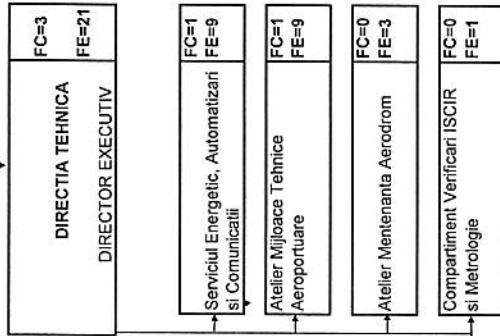 DIRECTIA TEHNICA
DIRECTOR EXECUTIV
FC=3
FE=21
Serviciul Energetic, Automatizari
si Comunicatii
FC=1
FE=9
Atelier Mijloace Tehnice
Aeroportuare
FC=1
FE=9
Atelier Mentenanta Aerodrom
FC=0
FE=3
Compartiment Verificari ISCIR
si Metrologie
FC=0
FE=1